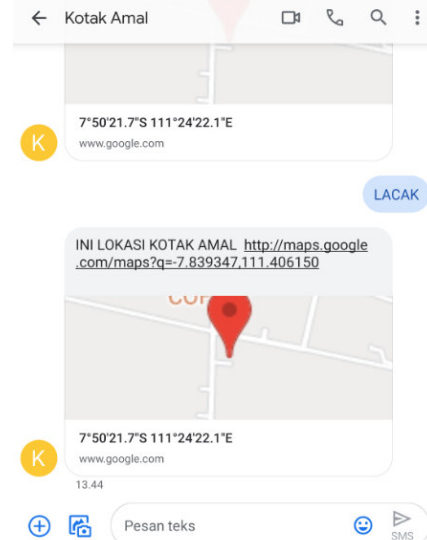 Kotak Amal
7°50'21.7"S 111°24'22.1"E
www.google.com
K
LACAK
INI LOKASI KOTAK AMAL http://maps.google
.com/maps?q=-7.839347,111.406150
7°50'21.7"S 111°24'22.1"E
www.google.com
K
13.44
Pesan teks
SMS